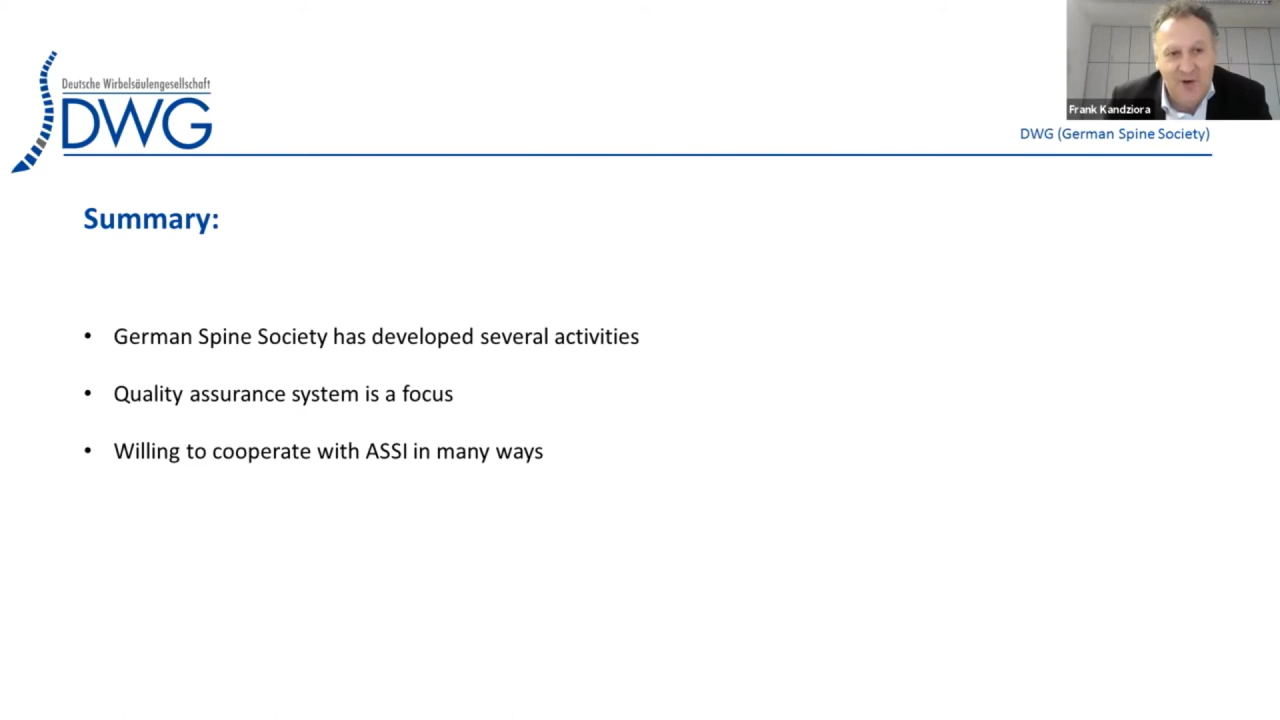 Frank Kandziora
Deutsche Wirbelsäulengesellschaft
DWG
DWG (German Spine Society)
Summary:
• German Spine Society has developed several activities
• Quality assurance system is a focus
• Willing to cooperate with ASSI in many ways